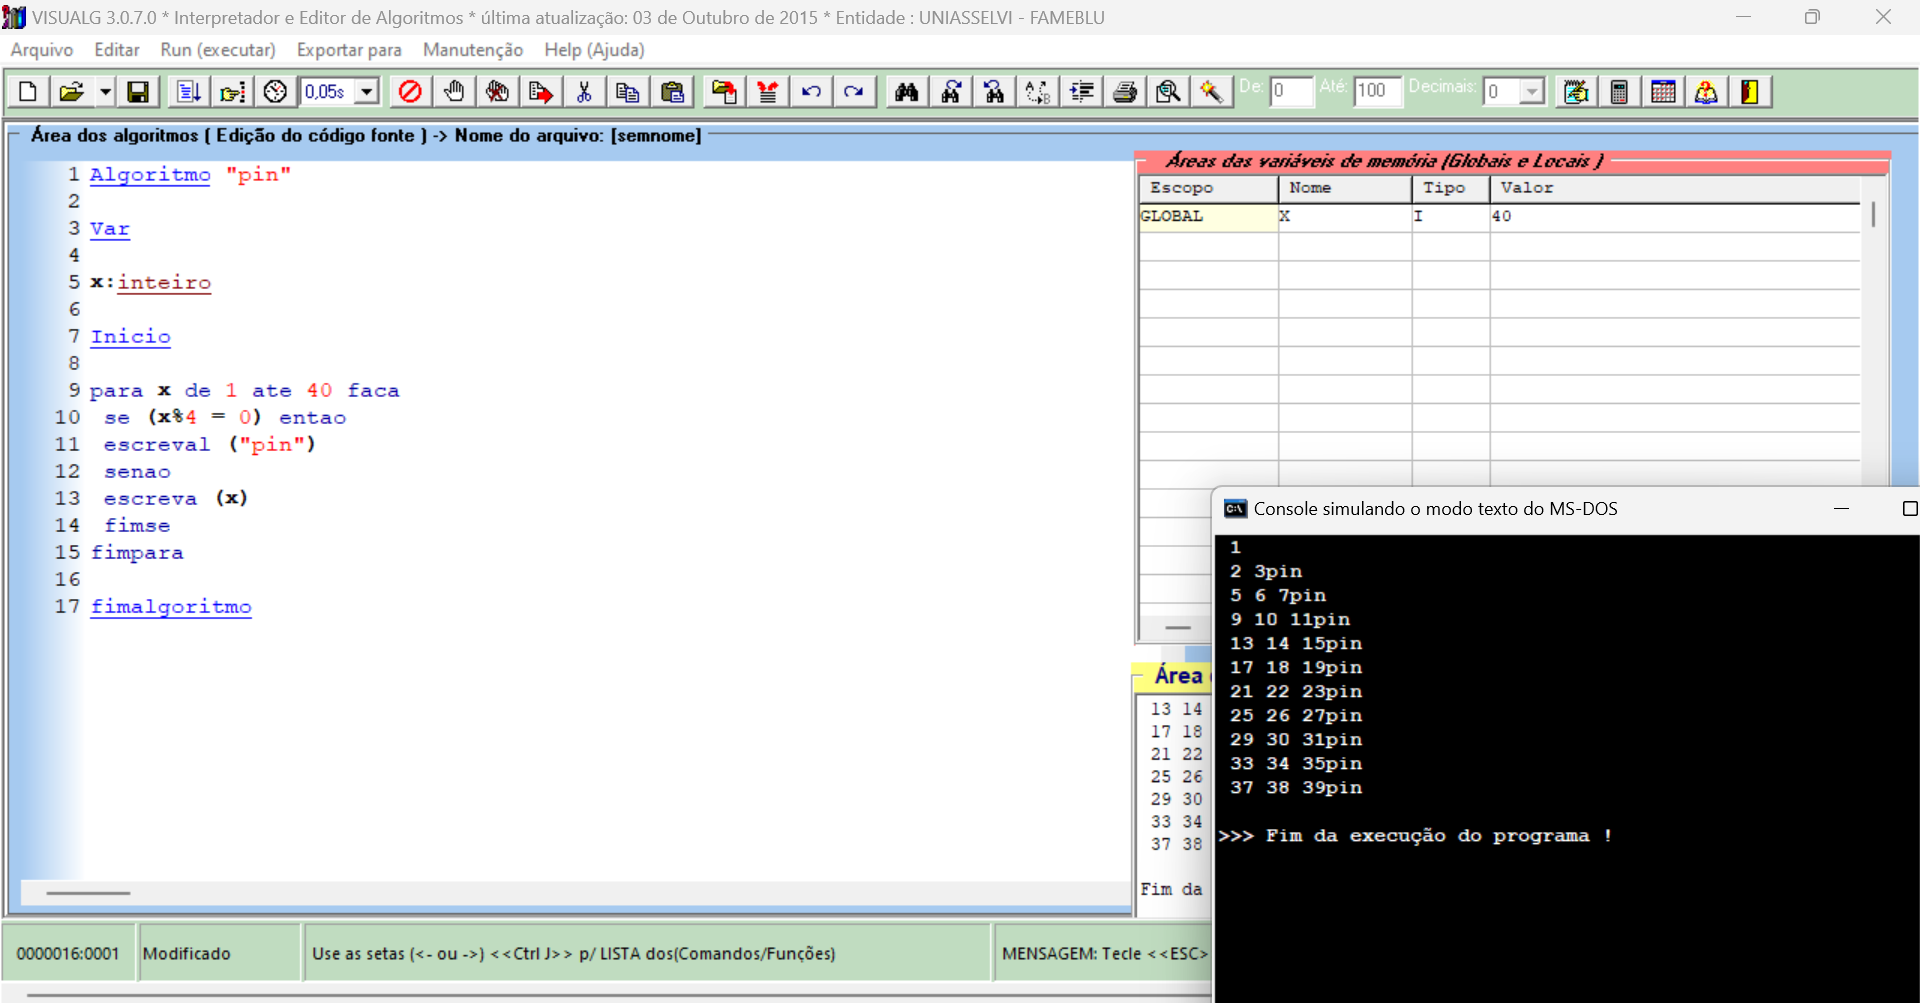 VISUALG 3.0.7.0 * Interpretador e Editor de Algoritmos * última atualização: 03 de Outubro de 2015 * Entidade : UNIASSELVI - FAMEBLU
Arquivo Editar Run (executar) Exportar para Manutenção Help (Ajuda)
0,05s De: 0 Até: 100 Decimais: 0
Área dos algoritmos ( Edição do código fonte ) -> Nome do arquivo: [semnome]
1 Algoritmo "pin"
2
3 Var
4
5 x:inteiro
6
7 Inicio
8
9 para x de 1 ate 40 faca
10 se (x%4 = 0) entao
11 escreval ("pin")
12 senao
13 escreva (x)
14 fimse
15 fimpara
16
17 fimalgoritmo
Áreas das variáveis de memória (Globais e Locais )
Escopo Nome Tipo Valor
GLOBAL X I 40
Área
13 14
17 18
21 22
25 26
29 30
33 34
37 38
Fim da
Console simulando o modo texto do MS-DOS
1
2 3pin
5 6 7pin
9 10 11pin
13 14 15pin
17 18 19pin
21 22 23pin
25 26 27pin
29 30 31pin
33 34 35pin
37 38 39pin
>>> Fim da execução do programa !
0000016:0001 Modificado Use as setas (<- ou ->) <<Ctrl J>> p/ LISTA dos(Comandos/Funções) MENSAGEM: Tecle <<ESC>